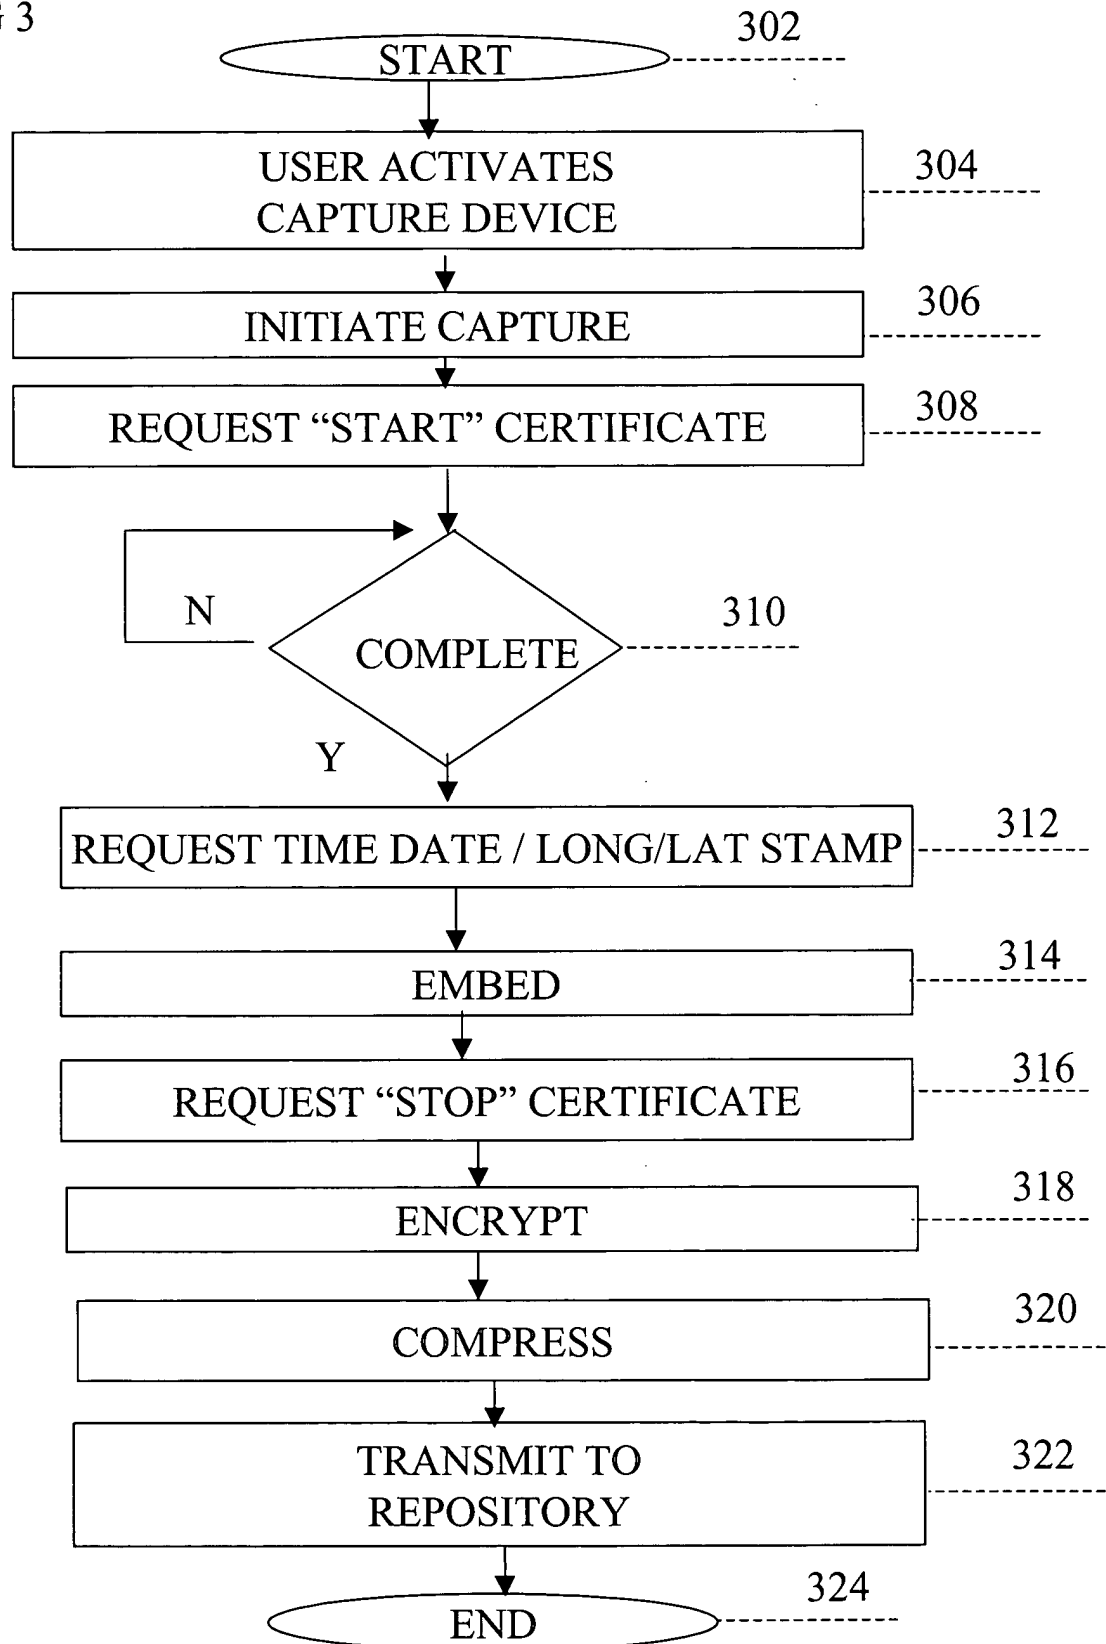 G 3
302
START
304
USER ACTIVATES
CAPTURE DEVICE
306
INITIATE CAPTURE
308
REQUEST “START” CERTIFICATE
N
310
COMPLETE
Y
312
REQUEST TIME DATE / LONG/LAT STAMP
314
EMBED
316
REQUEST “STOP” CERTIFICATE
318
ENCRYPT
320
COMPRESS
322
TRANSMIT TO
REPOSITORY
324
END